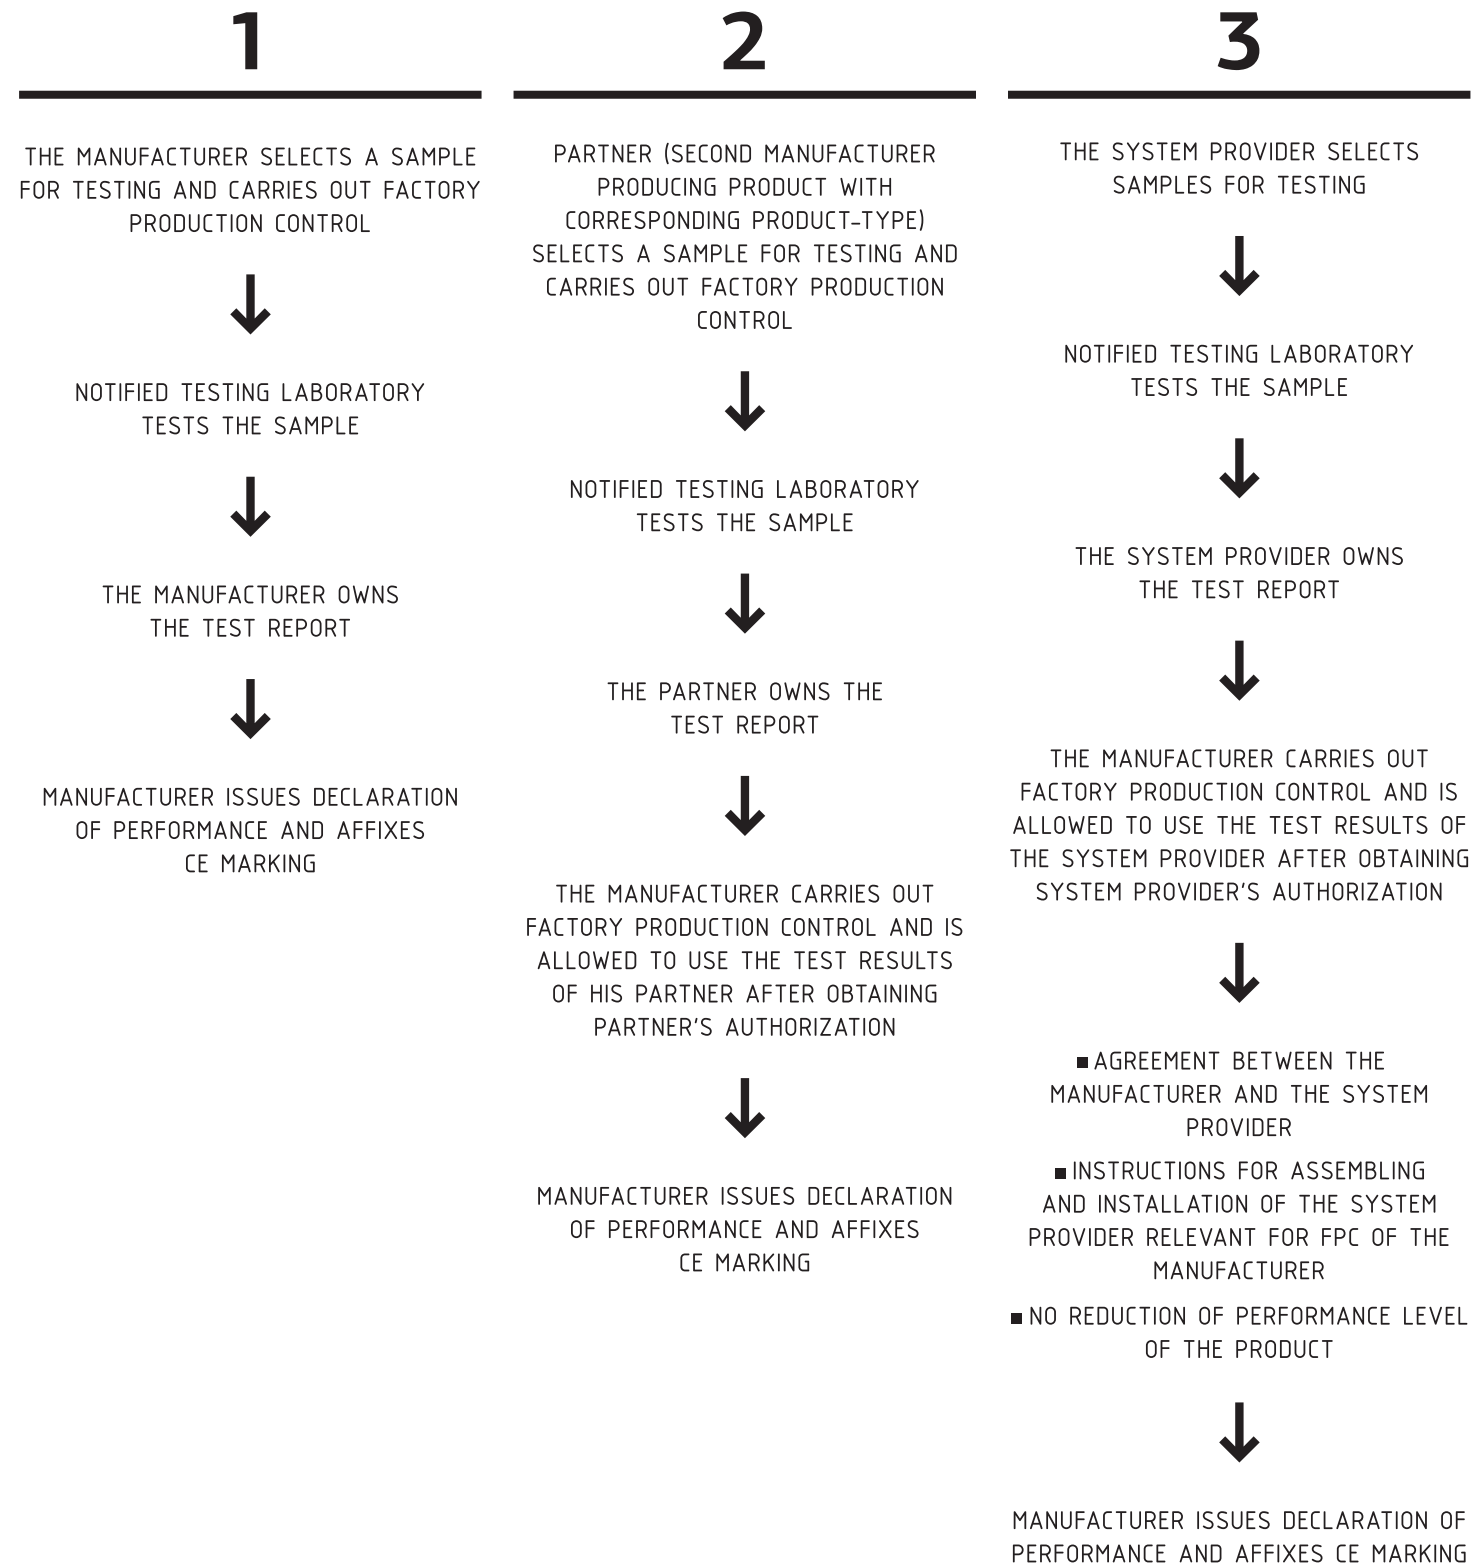 1
THE MANUFACTURER SELECTS A SAMPLE
FOR TESTING AND CARRIES OUT FACTORY
PRODUCTION CONTROL
NOTIFIED TESTING LABORATORY
TESTS THE SAMPLE
THE MANUFACTURER OWNS
THE TEST REPORT
MANUFACTURER ISSUES DECLARATION
OF PERFORMANCE AND AFFIXES
CE MARKING
2
PARTNER (SECOND MANUFACTURER
PRODUCING PRODUCT WITH
CORRESPONDING PRODUCT-TYPE)
SELECTS A SAMPLE FOR TESTING AND
CARRIES OUT FACTORY PRODUCTION
CONTROL
NOTIFIED TESTING LABORATORY
TESTS THE SAMPLE
THE PARTNER OWNS THE
TEST REPORT
THE MANUFACTURER CARRIES OUT
FACTORY PRODUCTION CONTROL AND IS
ALLOWED TO USE THE TEST RESULTS
OF HIS PARTNER AFTER OBTAINING
PARTNER'S AUTHORIZATION
MANUFACTURER ISSUES DECLARATION
OF PERFORMANCE AND AFFIXES
CE MARKING
3
THE SYSTEM PROVIDER SELECTS
SAMPLES FOR TESTING
NOTIFIED TESTING LABORATORY
TESTS THE SAMPLE
THE SYSTEM PROVIDER OWNS
THE TEST REPORT
THE MANUFACTURER CARRIES OUT
FACTORY PRODUCTION CONTROL AND IS
ALLOWED TO USE THE TEST RESULTS OF
THE SYSTEM PROVIDER AFTER OBTAINING
SYSTEM PROVIDER'S AUTHORIZATION
■ AGREEMENT BETWEEN THE
MANUFACTURER AND THE SYSTEM
PROVIDER
■ INSTRUCTIONS FOR ASSEMBLING
AND INSTALLATION OF THE SYSTEM
PROVIDER RELEVANT FOR FPC OF THE
MANUFACTURER
■ NO REDUCTION OF PERFORMANCE LEVEL
OF THE PRODUCT
MANUFACTURER ISSUES DECLARATION OF
PERFORMANCE AND AFFIXES CE MARKING